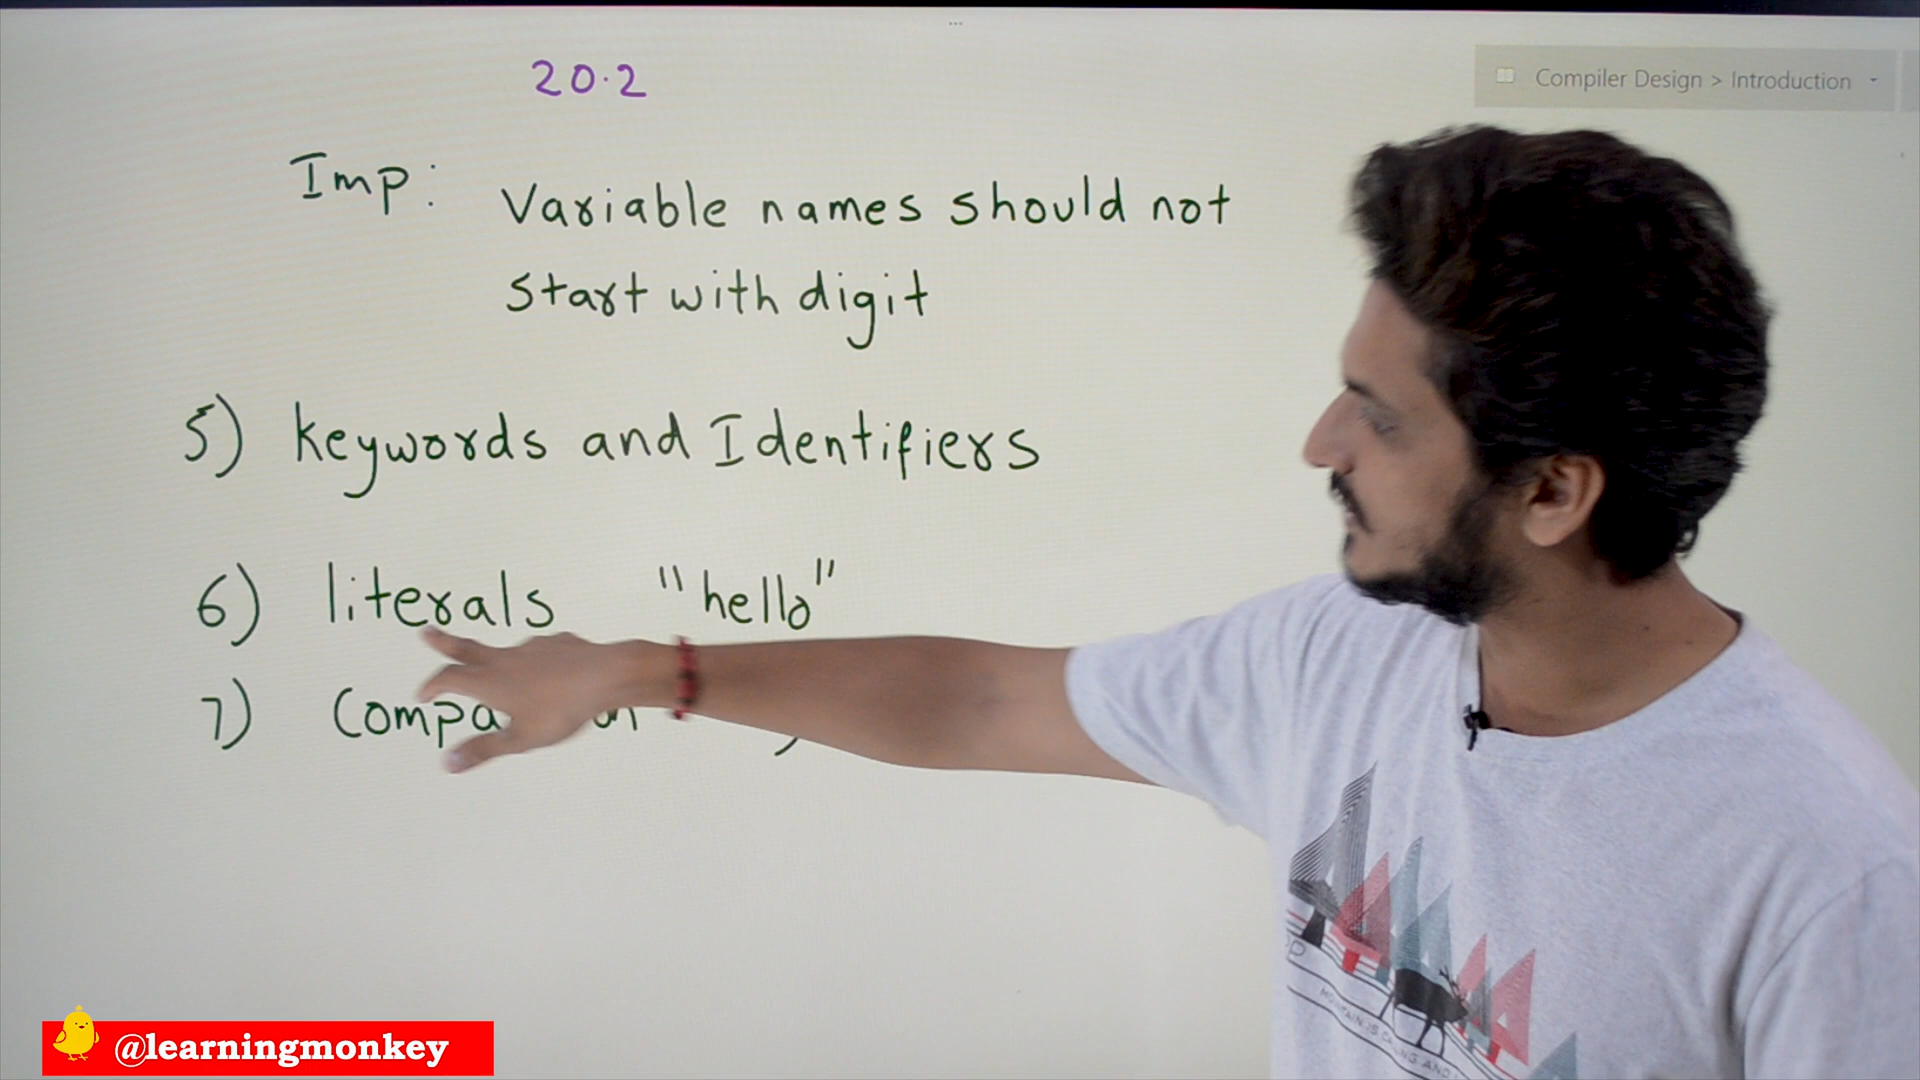 20.2
Compiler Design > Introduction
Imp: Variable names should not
start with digit
5) keywords and Identifiers
6) literals "hello"
7)
@learningmonkey